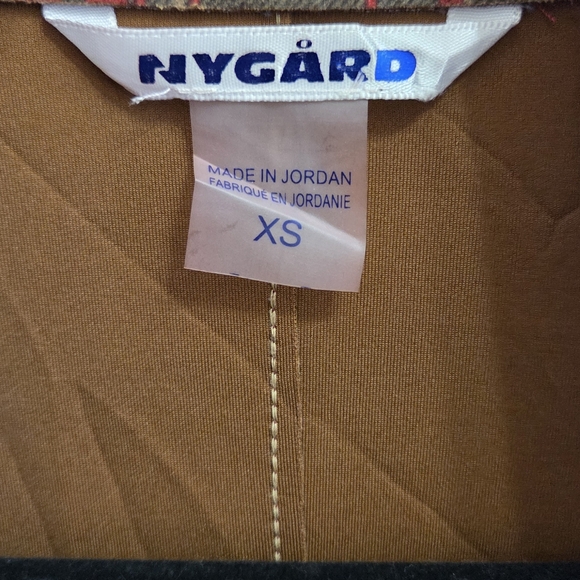 NYGÅRD
MADE IN JORDAN
FABRIQUÉ EN JORDANIE
XS